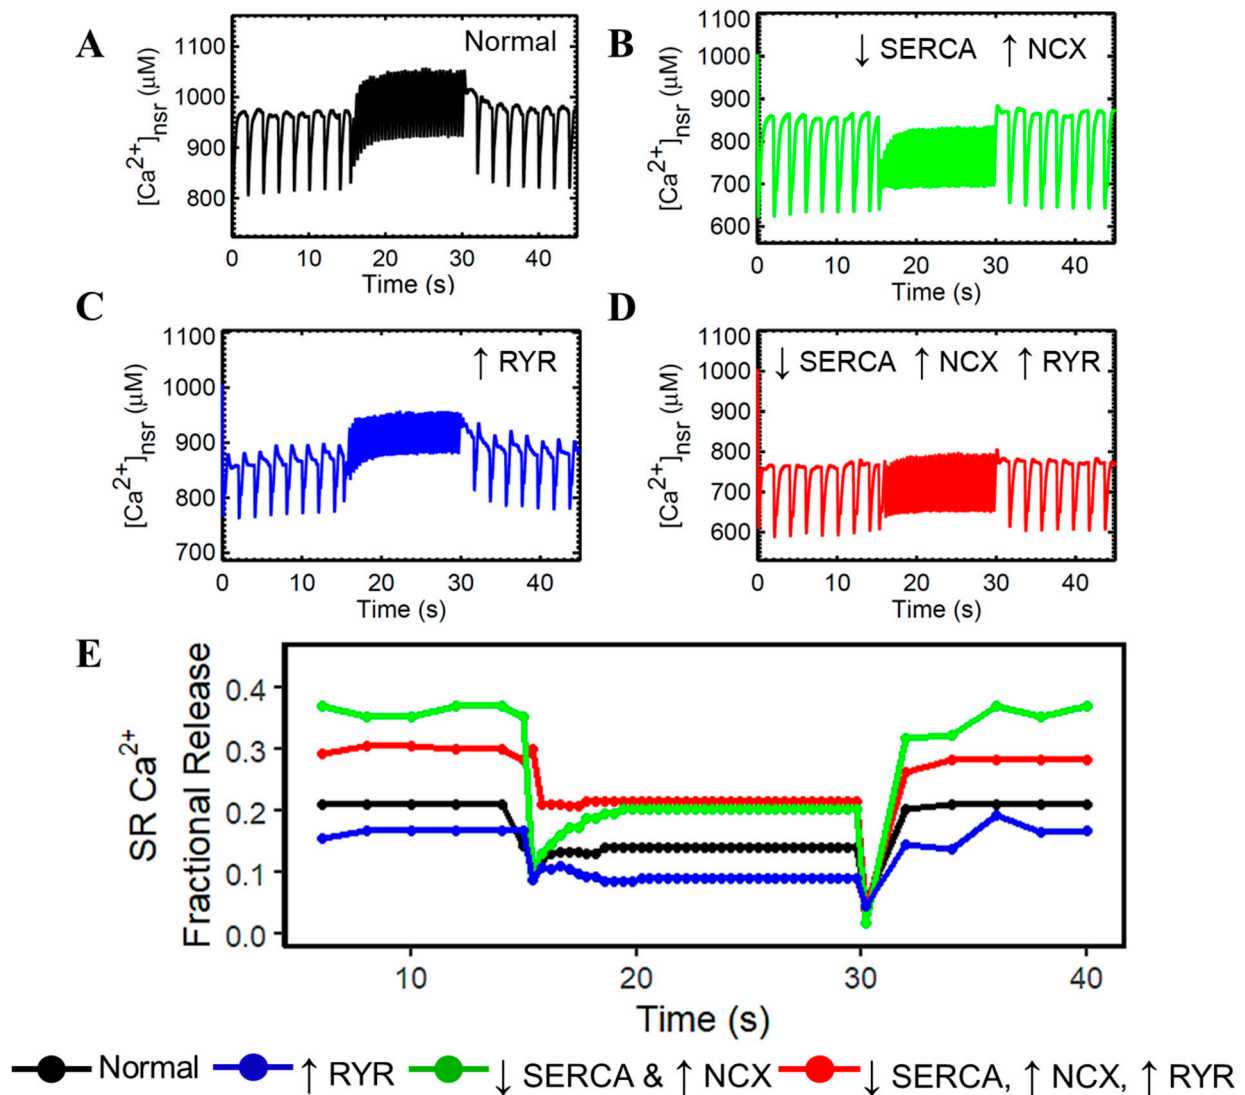 A
Normal
[Ca²⁺]nsr (μM)
1100
1000
900
800
0 10 20 30 40
Time (s)
B
↓ SERCA ↑ NCX
[Ca²⁺]nsr (μM)
1100
1000
900
800
700
600
0 10 20 30 40
Time (s)
C
↑ RYR
[Ca²⁺]nsr (μM)
1100
1000
900
800
700
0 10 20 30 40
Time (s)
D
↓ SERCA ↑ NCX ↑ RYR
[Ca²⁺]nsr (μM)
1100
1000
900
800
700
600
0 10 20 30 40
Time (s)
E
SR Ca²⁺
Fractional Release
0.4
0.3
0.2
0.1
0.0
10 20 30 40
Time (s)
Normal ↑ RYR ↓ SERCA & ↑ NCX ↓ SERCA, ↑ NCX, ↑ RYR